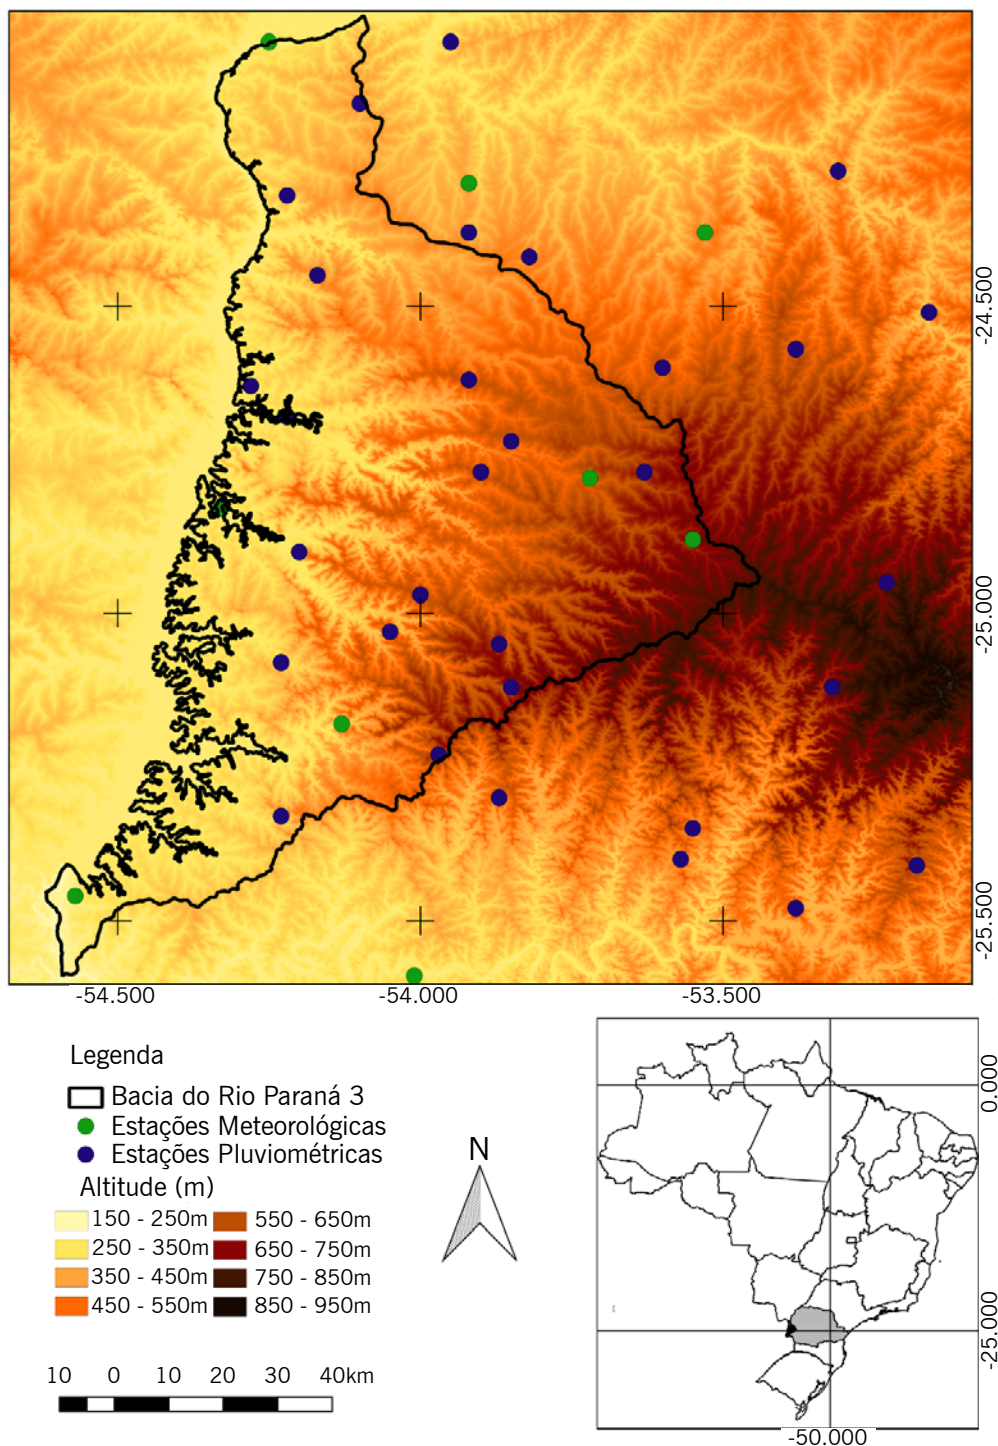 -24.500
-25.000
-25.500
-54.500
-54.000
-53.500
Legenda
Bacia do Rio Paraná 3
Estações Meteorológicas
Estações Pluviométricas
Altitude (m)
150 - 250m
550 - 650m
250 - 350m
650 - 750m
350 - 450m
750 - 850m
450 - 550m
850 - 950m
10 0 10 20 30 40km
N
0.000
-25.000
-50.000